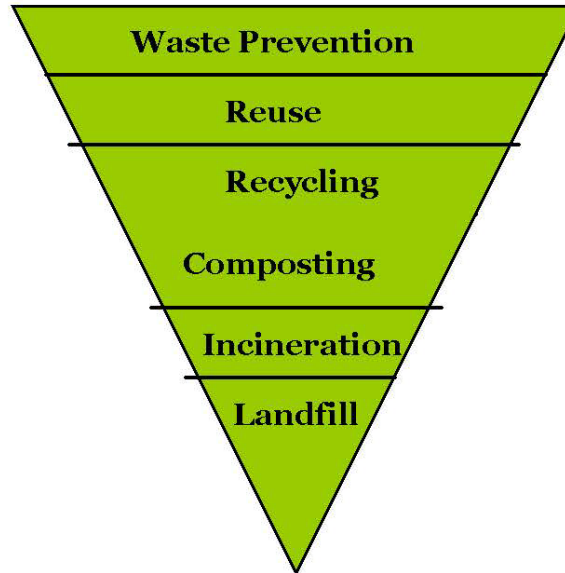 Waste Prevention
Reuse
Recycling
Composting
Incineration
Landfill